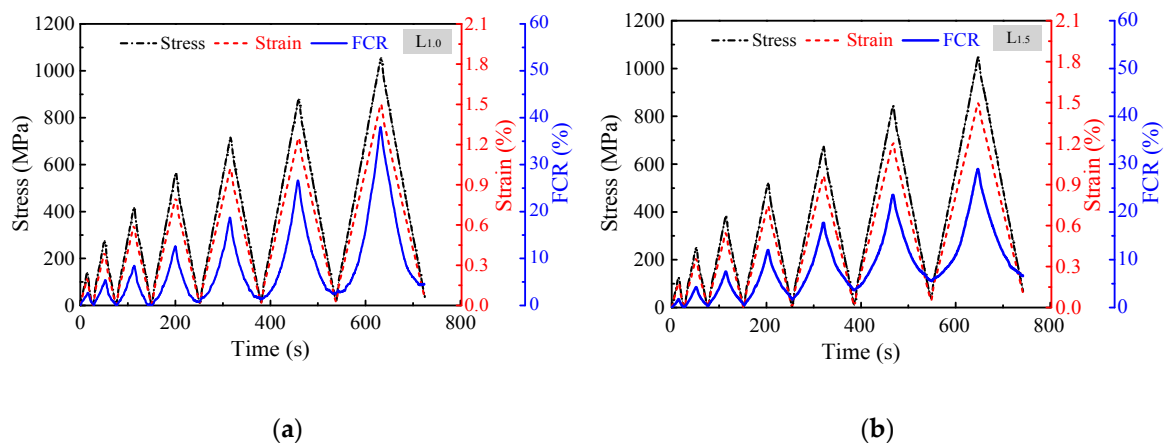 1200
1000
800
600
400
200
0
Stress (MPa)
Stress
Strain
FCR
L1.0
2.1
1.8
1.5
1.2
0.9
0.6
0.3
0.0
Strain (%)
60
50
40
30
20
10
0
FCR (%)
0 200 400 600 800
Time (s)
(a)
1200
1000
800
600
400
200
0
Stress (MPa)
Stress
Strain
FCR
L1.5
2.1
1.8
1.5
1.2
0.9
0.6
0.3
0.0
Strain (%)
60
50
40
30
20
10
0
FCR (%)
0 200 400 600 800
Time (s)
(b)